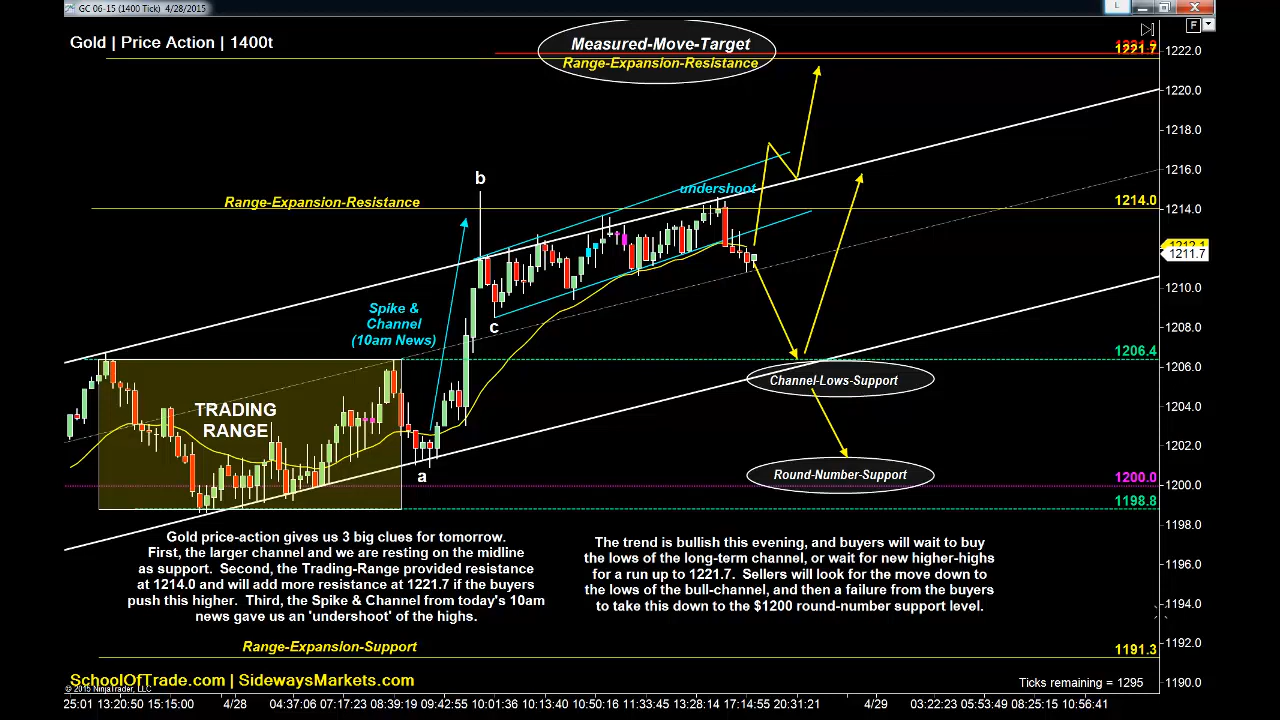 GC 06-15 (1400 Tick)  4/28/2015
L
F
Gold | Price Action | 1400t
Measured-Move-Target
Range-Expansion-Resistance
1221.7
1222.0
1220.0
1218.0
1216.0
b
undershoot
Range-Expansion-Resistance
1214.0
1214.0
1211.7
1210.0
Spike &
Channel
(10am News)
c
1208.0
1206.4
1206.0
Channel-Lows-Support
TRADING
RANGE
1204.0
1202.0
a
Round-Number-Support
1200.0
1200.0
1198.8
1198.0
Gold price-action gives us 3 big clues for tomorrow.
First, the larger channel and we are resting on the midline
as support.  Second, the Trading-Range provided resistance
at 1214.0 and will add more resistance at 1221.7 if the buyers
push this higher.  Third, the Spike & Channel from today's 10am
news gave us an 'undershoot' of the highs.
The trend is bullish this evening, and buyers will wait to buy
the lows of the long-term channel, or wait for new higher-highs
for a run up to 1221.7.  Sellers will look for the move down to
the lows of the bull-channel, and then a failure from the buyers
to take this down to the $1200 round-number support level.
1196.0
1194.0
1192.0
Range-Expansion-Support
1191.3
1190.0
SchoolOfTrade.com | SidewaysMarkets.com
© 2015 NinjaTrader, LLC
Ticks remaining = 1295
25:01 13:20:50 15:15:00 4/28 04:37:06 07:17:23 08:39:19 09:42:55 10:01:36 10:13:40 10:50:16 11:33:45 13:28:14 17:14:55 20:31:21 4/29 03:22:23 05:53:49 08:25:15 10:56:41